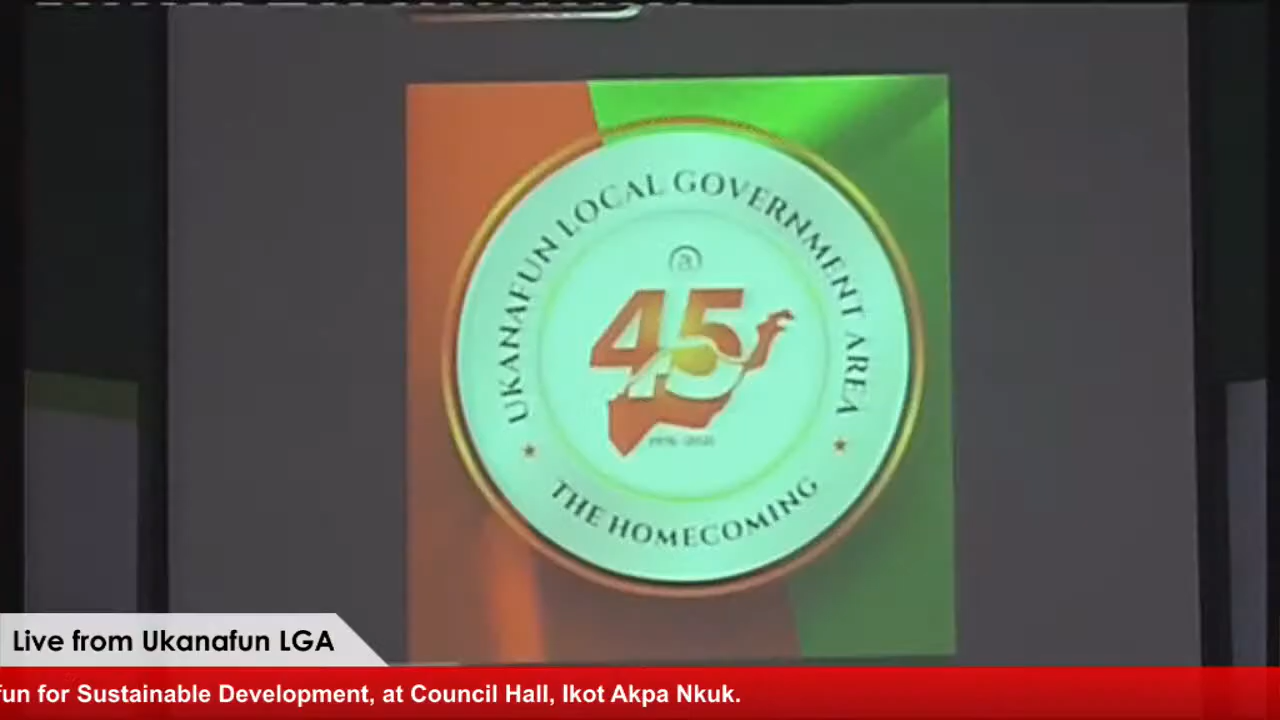 UKANAFUN LOCAL GOVERNMENT AREA
@
45
THE HOMECOMING
Live from Ukanafun LGA
fun for Sustainable Development, at Council Hall, Ikot Akpa Nkuk.